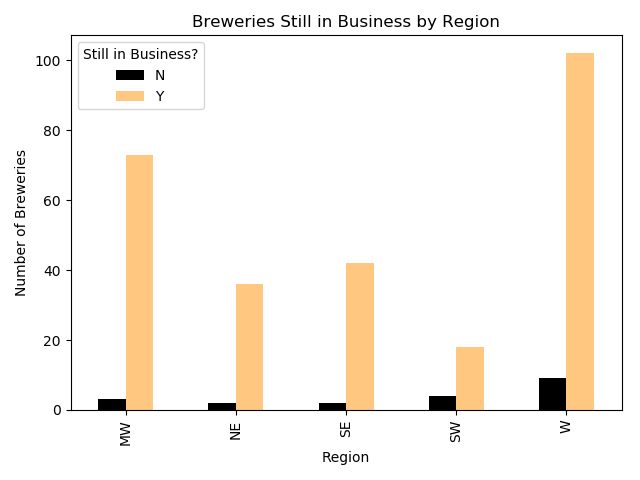 Breweries Still in Business by Region
Still in Business?
N
Y
Number of Breweries
100
80
60
40
20
0
MW
NE
SE
SW
W
Region